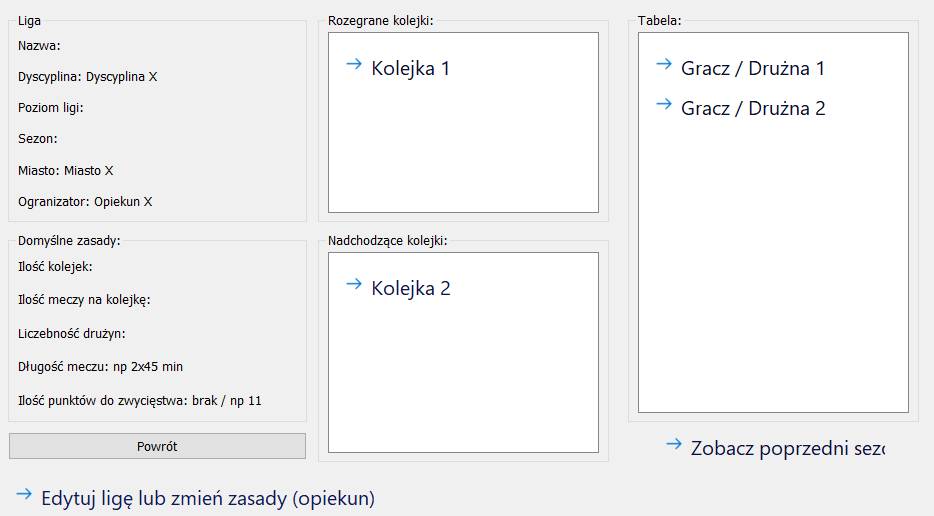 Liga
Nazwa:
Dyscyplina: Dyscyplina X
Poziom ligi:
Sezon:
Miasto: Miasto X
Ogranizator: Opiekun X
Domyślne zasady:
Ilość kolejek:
Ilość meczy na kolejkę:
Liczebność drużyn:
Długość meczu: np 2x45 min
Ilość punktów do zwycięstwa: brak / np 11
Powrót
Edytuj ligę lub zmień zasady (opiekun)
Rozegrane kolejki:
Kolejka 1
Nadchodzące kolejki:
Kolejka 2
Tabela:
Gracz / Drużna 1
Gracz / Drużna 2
Zobacz poprzedni